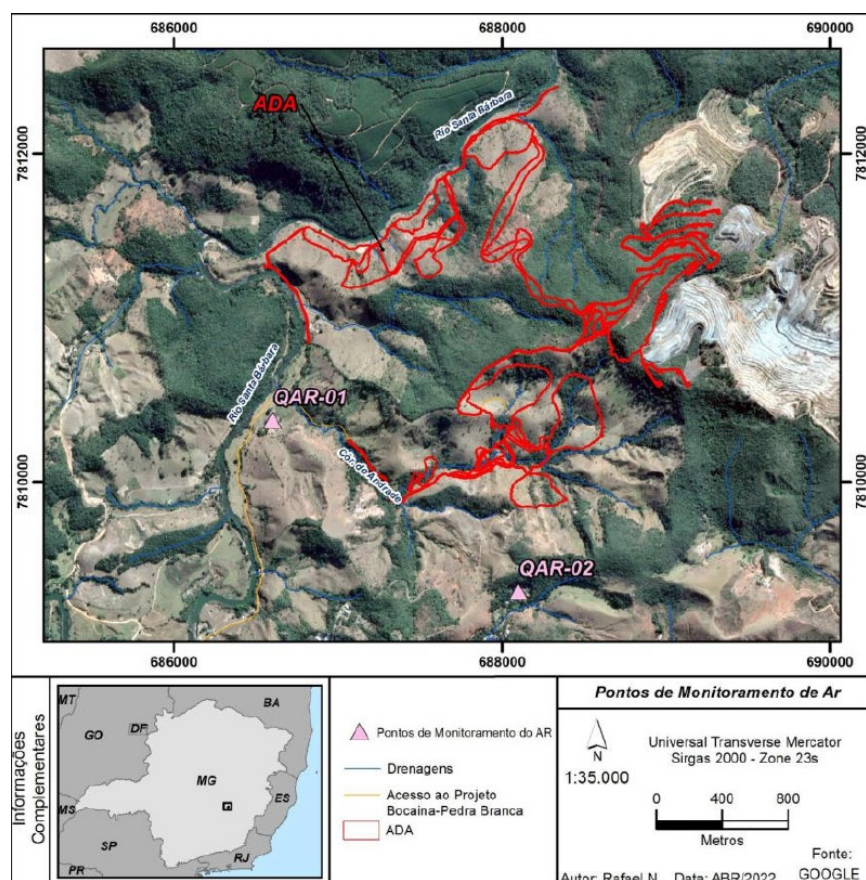 686000 688000 690000
7812000 7812000
ADA
Rio Santa Bárbara
Rio Santa Bárbara
QAR-01
Cór. do Andrade
7810000 7810000
QAR-02
686000 688000 690000
Informações
Complementares
MT
GO
DF
BA
MG
MS
ES
SP
RJ
PR
Pontos de Monitoramento do AR
Drenagens
Acesso ao Projeto
Bocaina-Pedra Branca
ADA
Pontos de Monitoramento de Ar
N
1:35.000
Universal Transverse Mercator
Sirgas 2000 - Zone 23s
0 400 800
Metros
Fonte:
Autor: Rafael N. Data: ABR/2022 GOOGLE